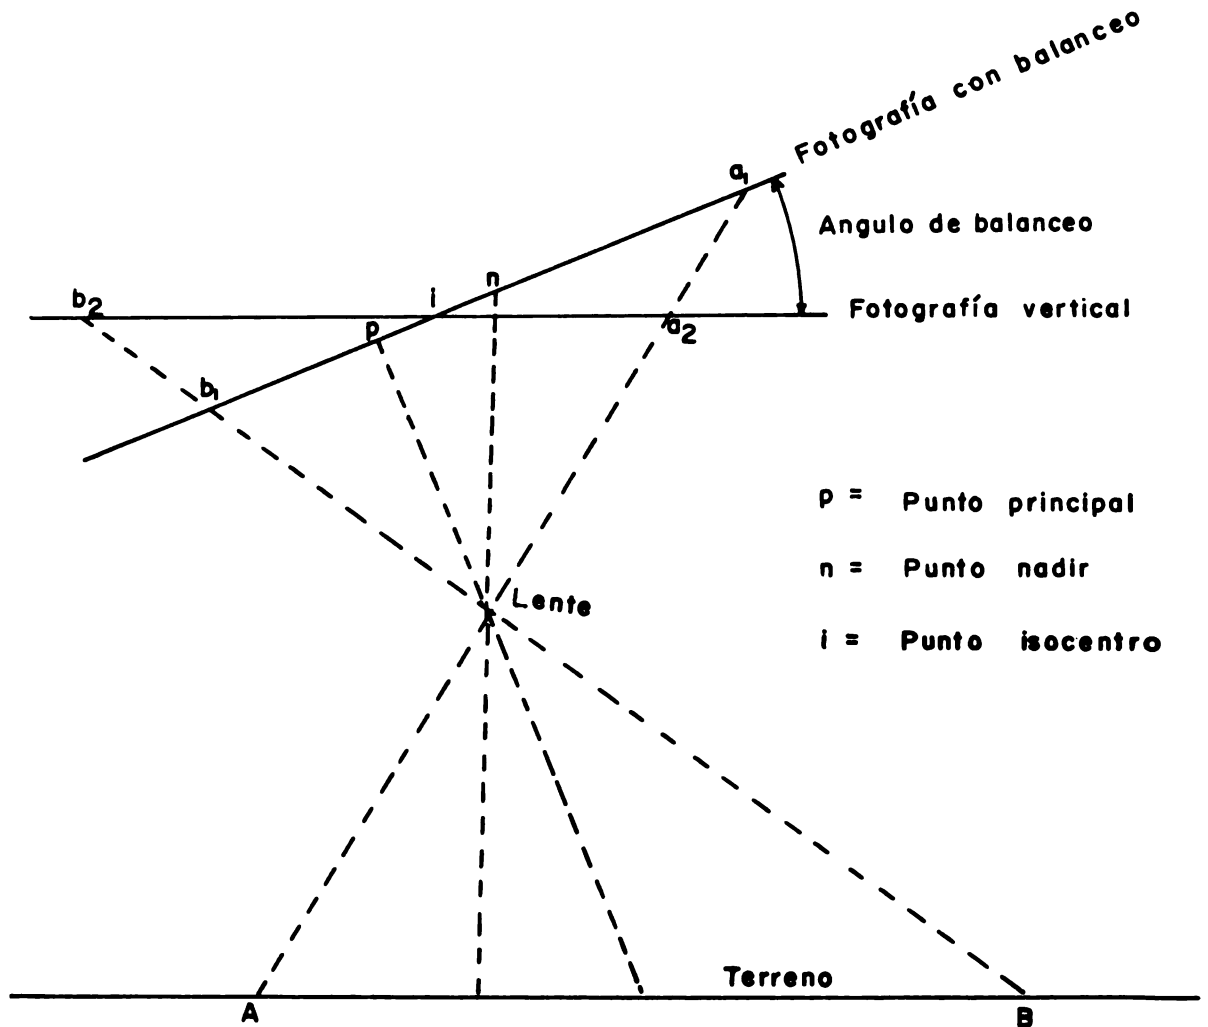 Fotografía con balanceo
a₁
Angulo de balanceo
n
b₂
i
Fotografía vertical
p
a₂
b₁
p = Punto principal
n = Punto nadir
Lente
i = Punto isocentro
Terreno
A
B